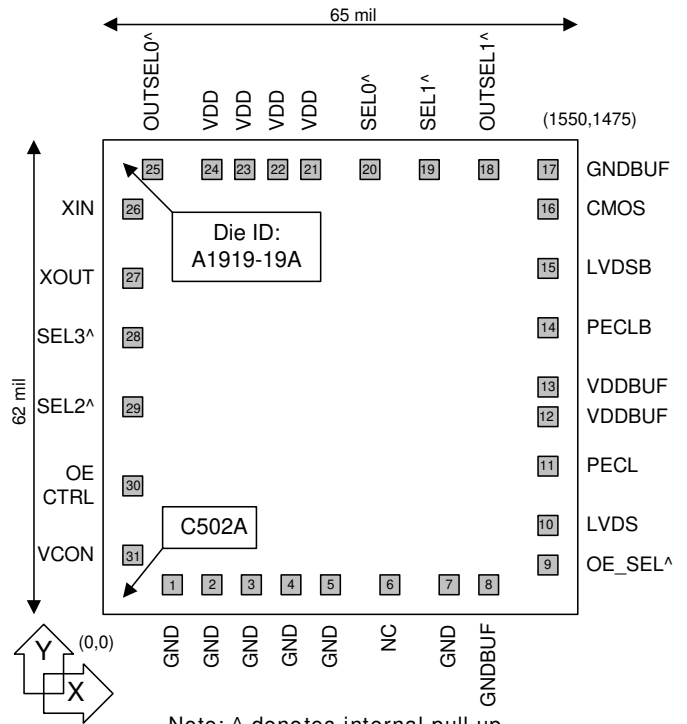 65 mil
OUTSEL0^
VDD
VDD
VDD
VDD
SEL0^
SEL1^
OUTSEL1^
(1550,1475)
25
24
23
22
21
20
19
18
17
GNDBUF
XIN
26
16
CMOS
Die ID:
A1919-19A
XOUT
27
15
LVDSB
SEL3^
28
14
PECLB
62 mil
13
VDDBUF
SEL2^
29
12
VDDBUF
OE
CTRL
30
11
PECL
C502A
10
LVDS
VCON
31
9
OE_SEL^
1
2
3
4
5
6
7
8
Y
(0,0)
X
GND
GND
GND
GND
GND
NC
GND
GNDBUF
Note: ^ denotes internal pull up